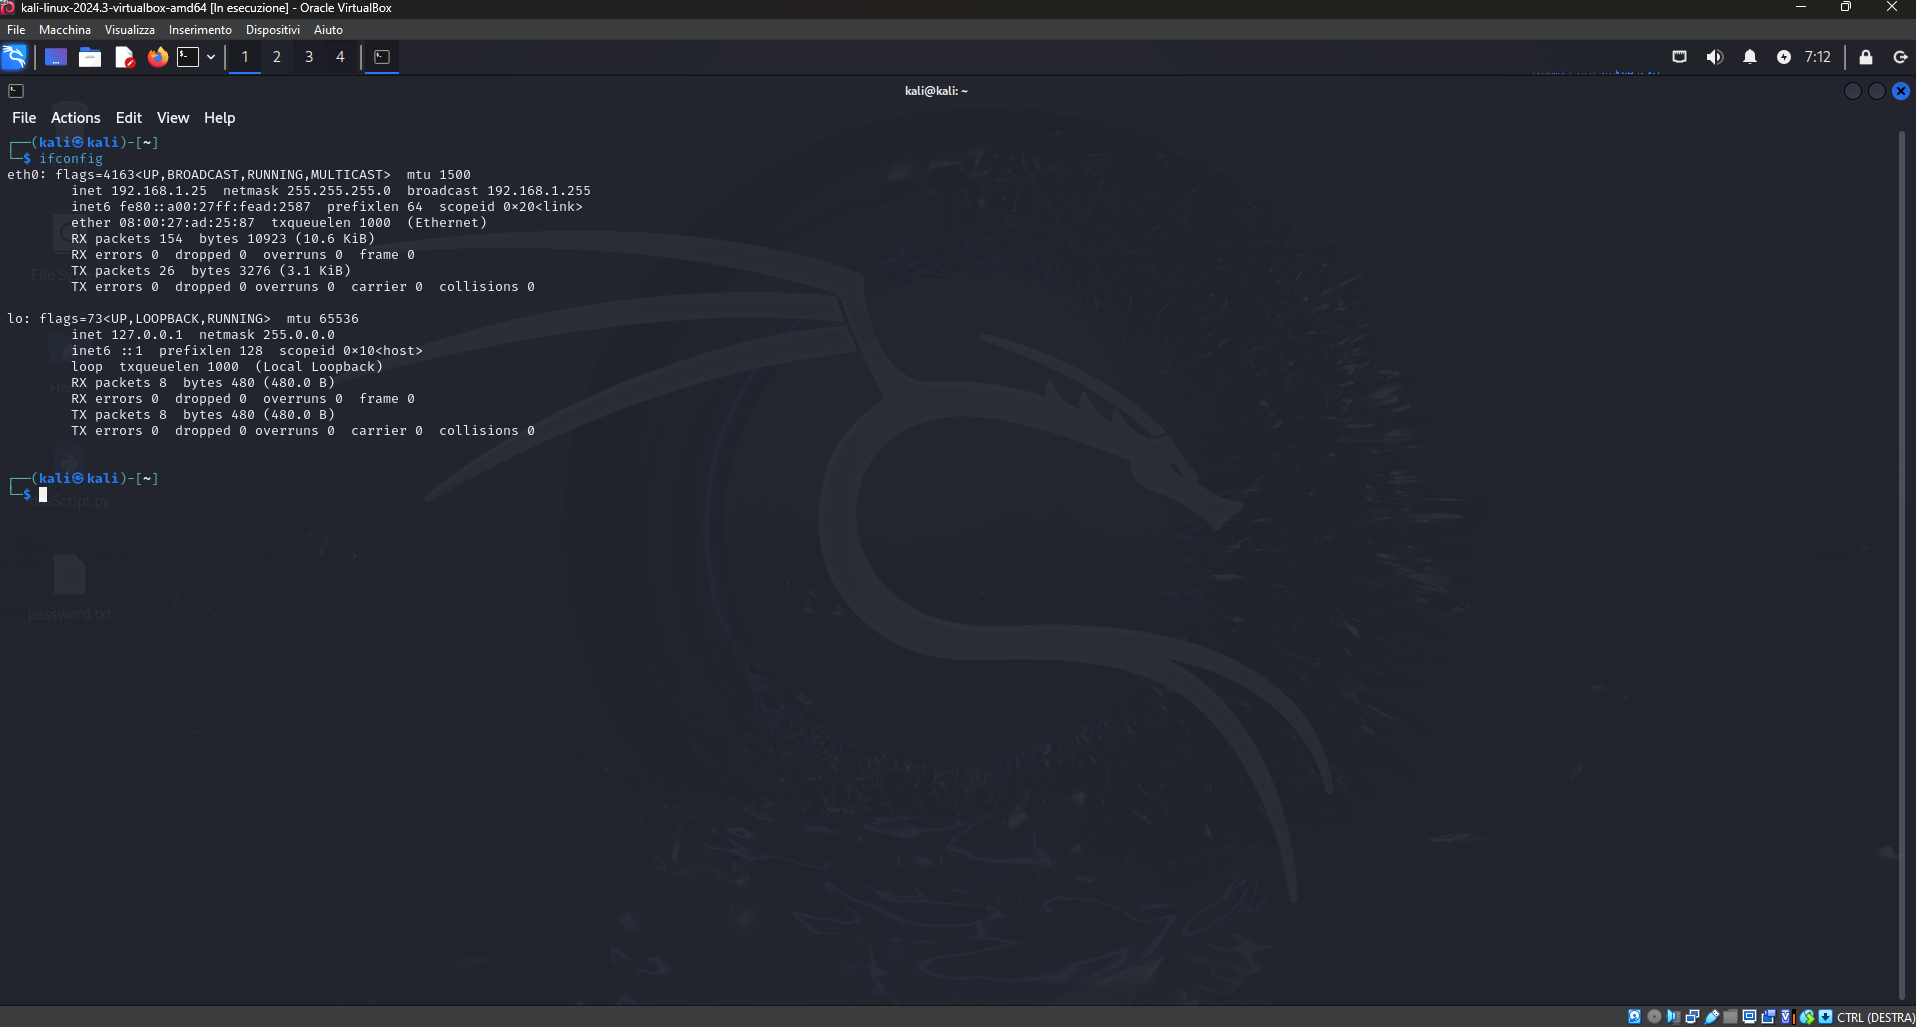 kali-linux-2024.3-virtualbox-amd64 [In esecuzione] - Oracle VirtualBox
File Macchina Visualizza Inserimento Dispositivi Aiuto
1 2 3 4 7:12
kali@kali: ~
File Actions Edit View Help
┌──(kali㉿kali)-[~]
└─$ ifconfig
eth0: flags=4163<UP,BROADCAST,RUNNING,MULTICAST>  mtu 1500
        inet 192.168.1.25  netmask 255.255.255.0  broadcast 192.168.1.255
        inet6 fe80::a00:27ff:fead:2587  prefixlen 64  scopeid 0x20<link>
        ether 08:00:27:ad:25:87  txqueuelen 1000  (Ethernet)
        RX packets 154  bytes 10923 (10.6 KiB)
        RX errors 0  dropped 0  overruns 0  frame 0
        TX packets 26  bytes 3276 (3.1 KiB)
        TX errors 0  dropped 0 overruns 0  carrier 0  collisions 0
lo: flags=73<UP,LOOPBACK,RUNNING>  mtu 65536
        inet 127.0.0.1  netmask 255.0.0.0
        inet6 ::1  prefixlen 128  scopeid 0x10<host>
        loop  txqueuelen 1000  (Local Loopback)
        RX packets 8  bytes 480 (480.0 B)
        RX errors 0  dropped 0  overruns 0  frame 0
        TX packets 8  bytes 480 (480.0 B)
        TX errors 0  dropped 0 overruns 0  carrier 0  collisions 0
┌──(kali㉿kali)-[~]
└─$
password.txt
CTRL (DESTRA)